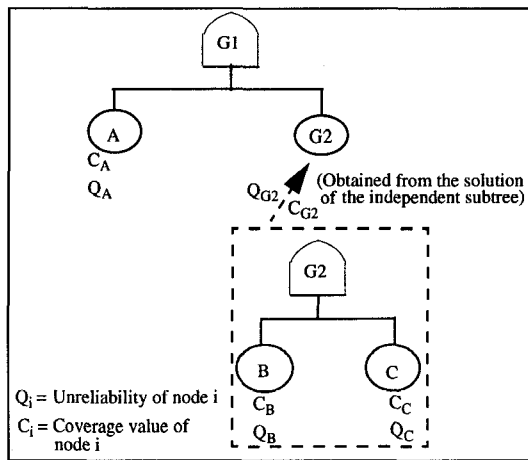 G1
A
G2
C_A
Q_A
Q_G2
C_G2
(Obtained from the solution
of the independent subtree)
G2
B
C
C_B
Q_B
C_C
Q_C
Q_i = Unreliability of node i
C_i = Coverage value of
node i